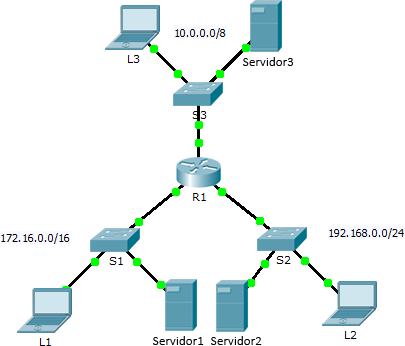 10.0.0.0/8
L3
Servidor3
S3
R1
172.16.0.0/16
192.168.0.0/24
S1
S2
L1
Servidor1
Servidor2
L2